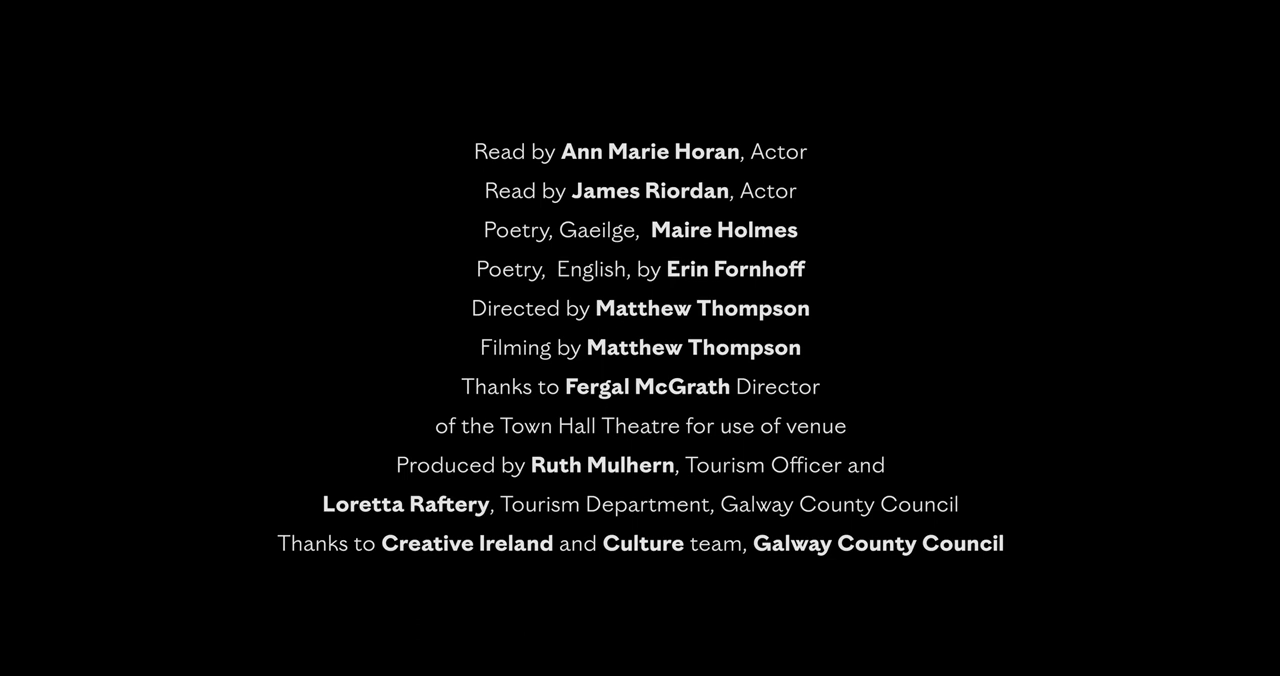 Read by Ann Marie Horan, Actor
Read by James Riordan, Actor
Poetry, Gaeilge,  Maire Holmes
Poetry,  English, by Erin Fornhoff
Directed by Matthew Thompson
Filming by Matthew Thompson
Thanks to Fergal McGrath Director
of the Town Hall Theatre for use of venue
Produced by Ruth Mulhern, Tourism Officer and
Loretta Raftery, Tourism Department, Galway County Council
Thanks to Creative Ireland and Culture team, Galway County Council